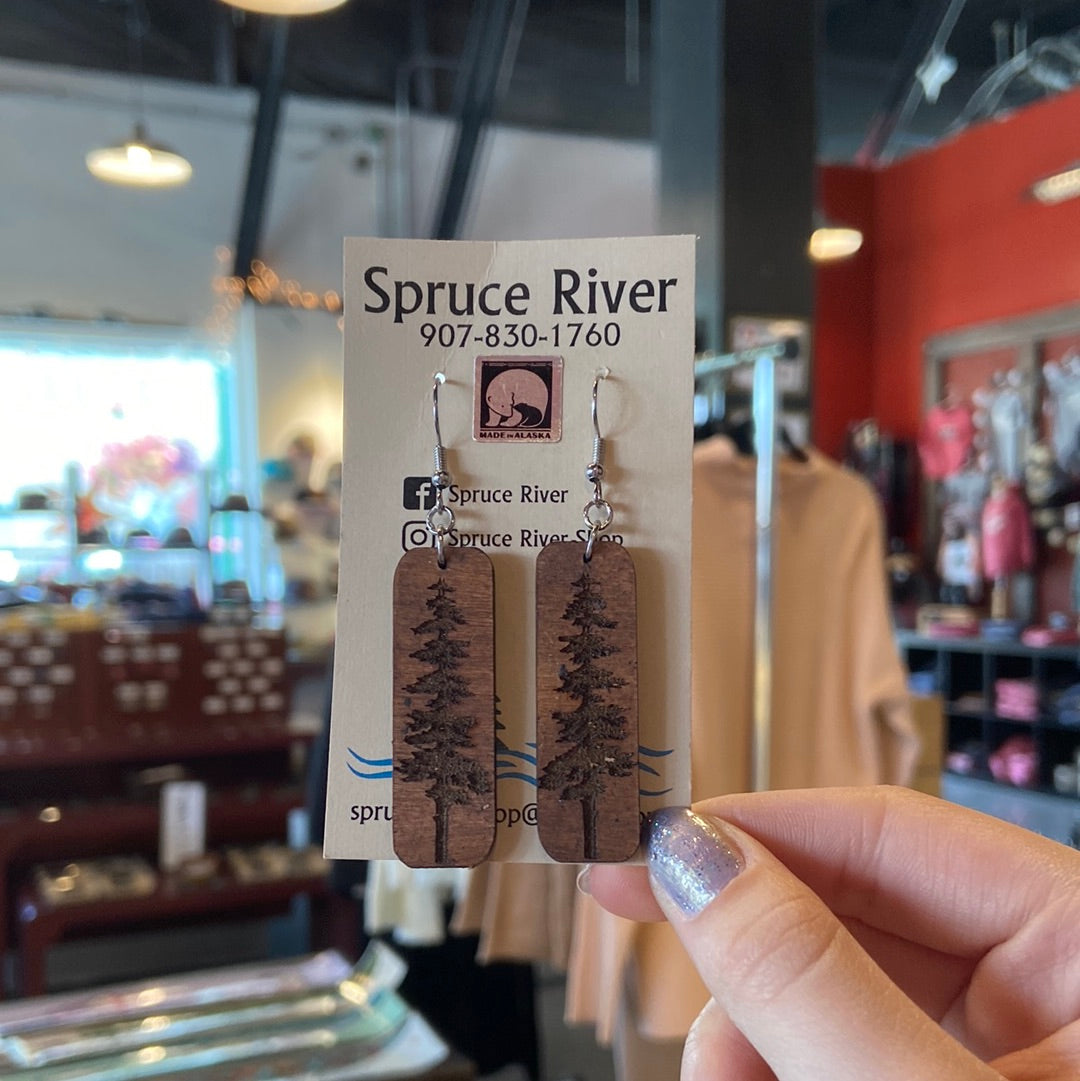 Spruce River
907-830-1760
MADE IN ALASKA
Spruce River
Spruce River Shop